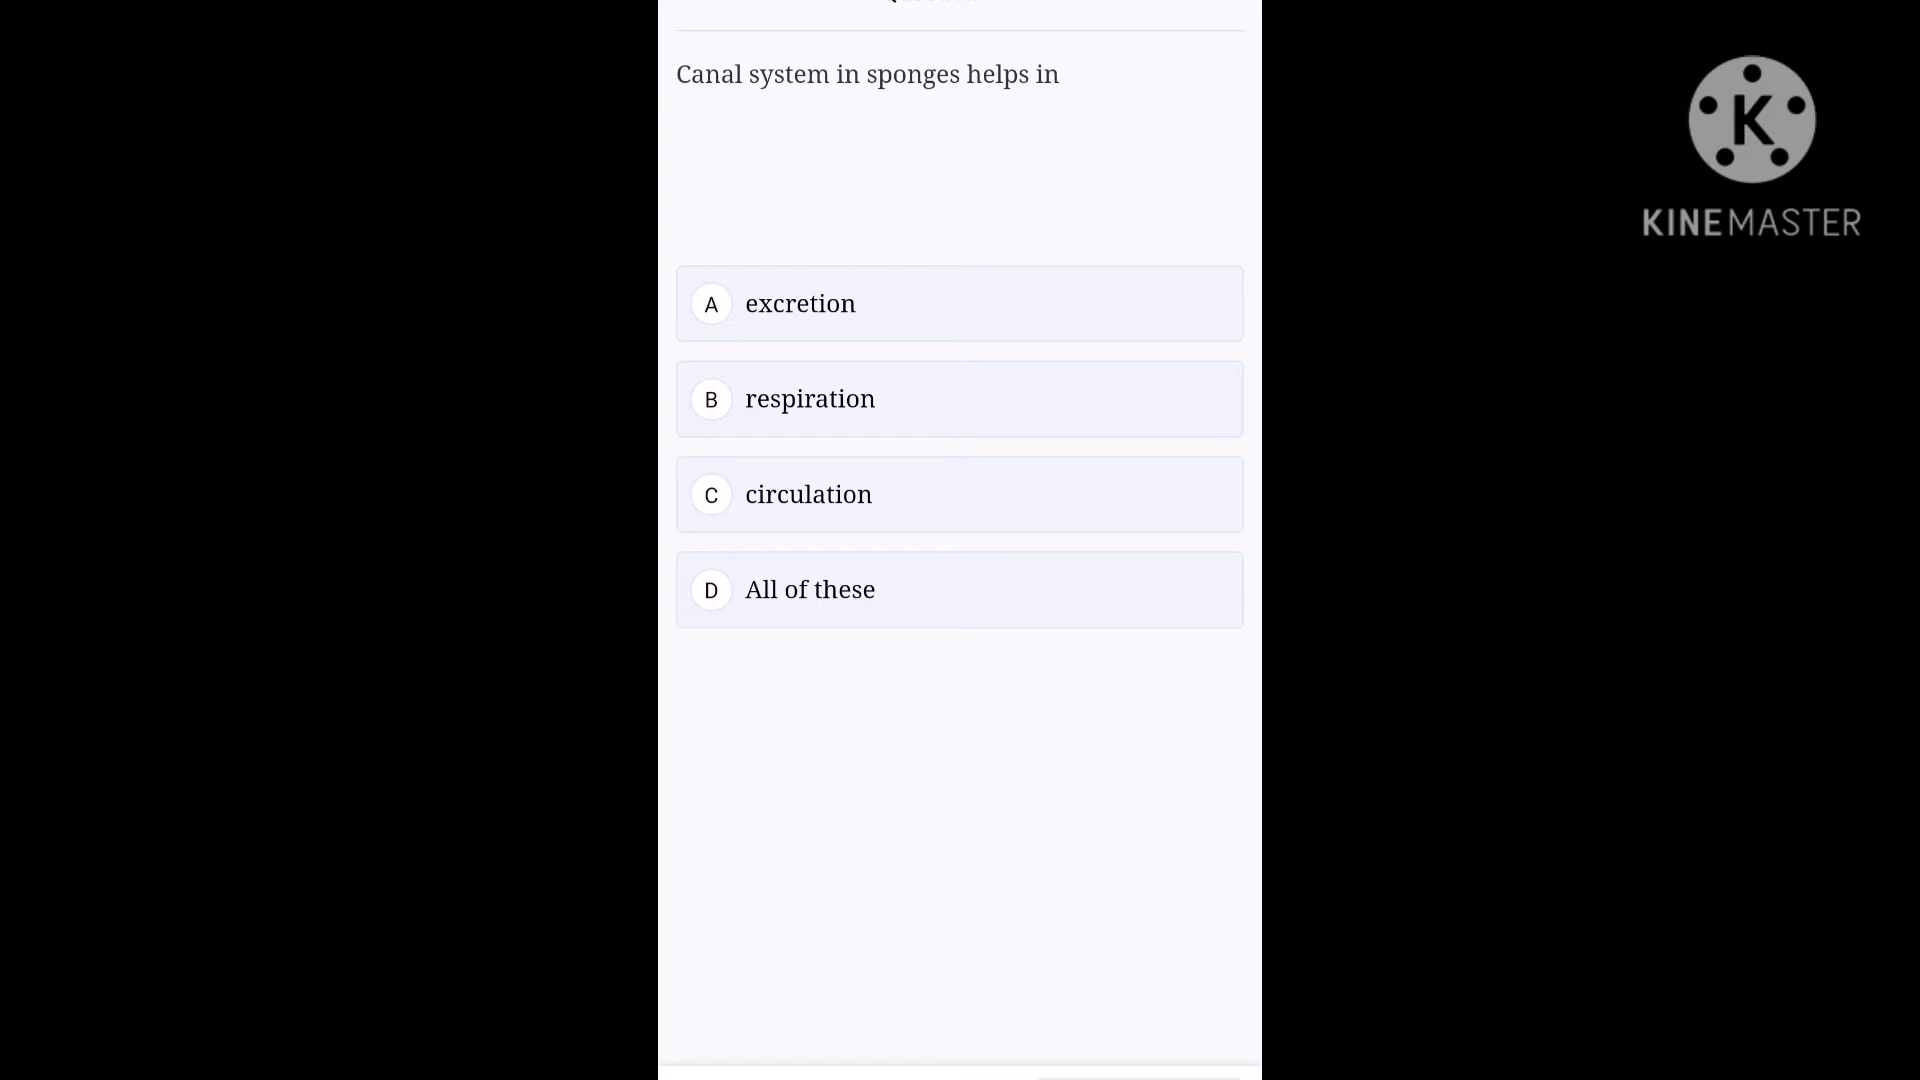 Canal system in sponges helps in
A excretion
B respiration
C circulation
D All of these
K
KINEMASTER